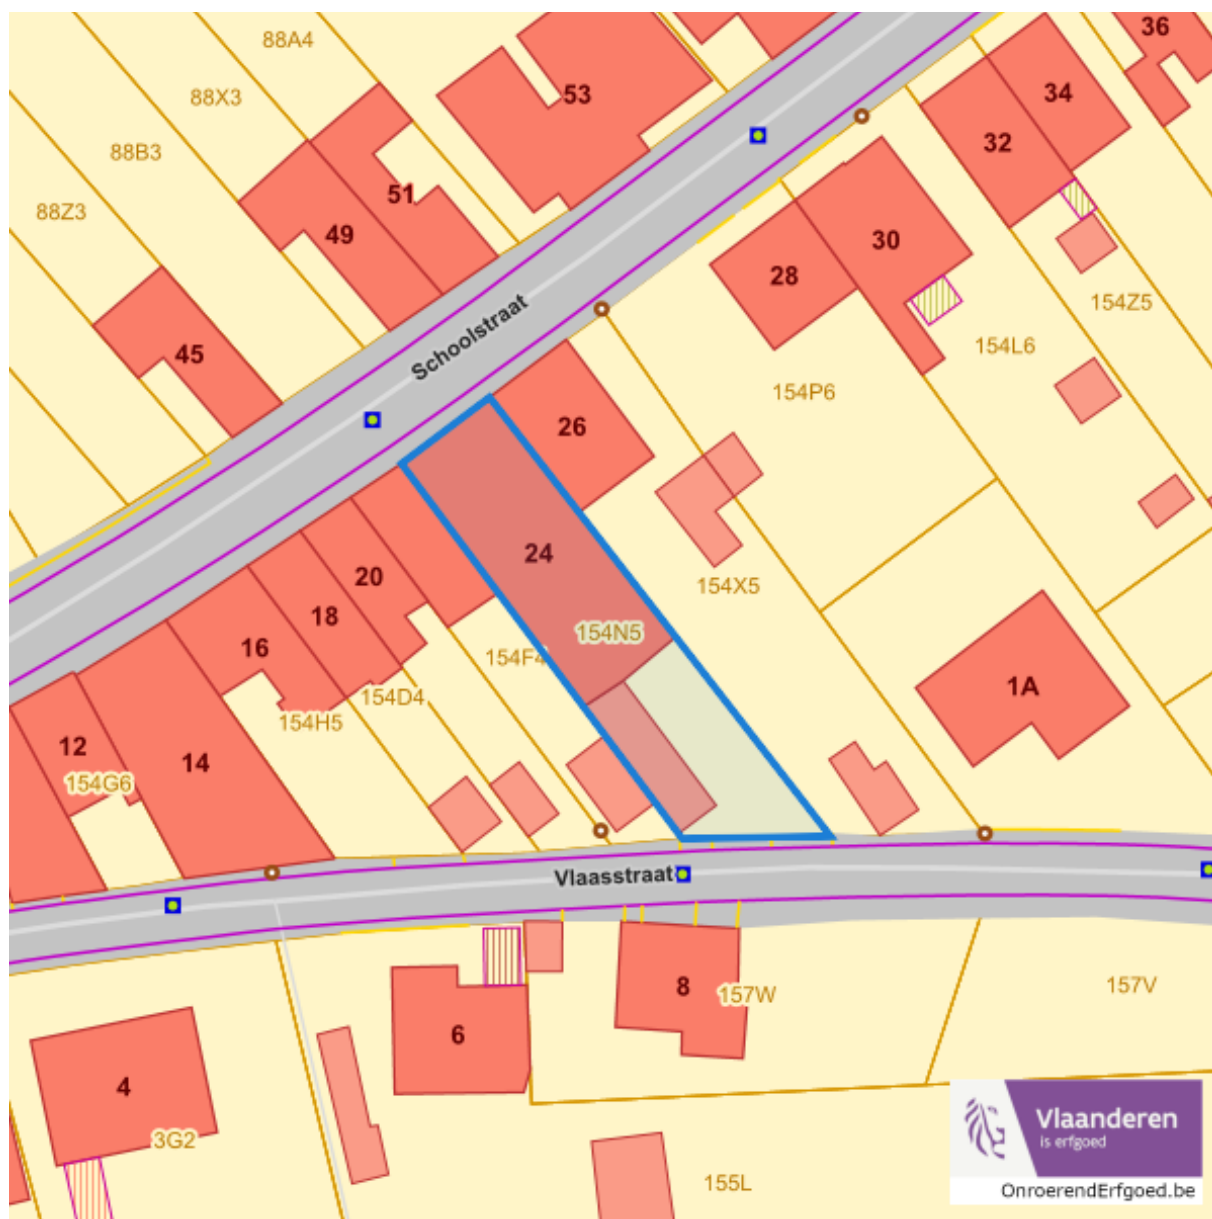 88A4
36
88X3
53
34
32
88B3
51
88Z3
49
30
28
154Z5
Schoolstraat
154L6
45
154P6
26
24
20
154X5
18
154N5
16
154F4
1A
154D4
154H5
12
14
154G6
Vlaasstraat
8
157W
157V
6
4
3G2
155L
Vlaanderen
is erfgoed
OnroerendErfgoed.be